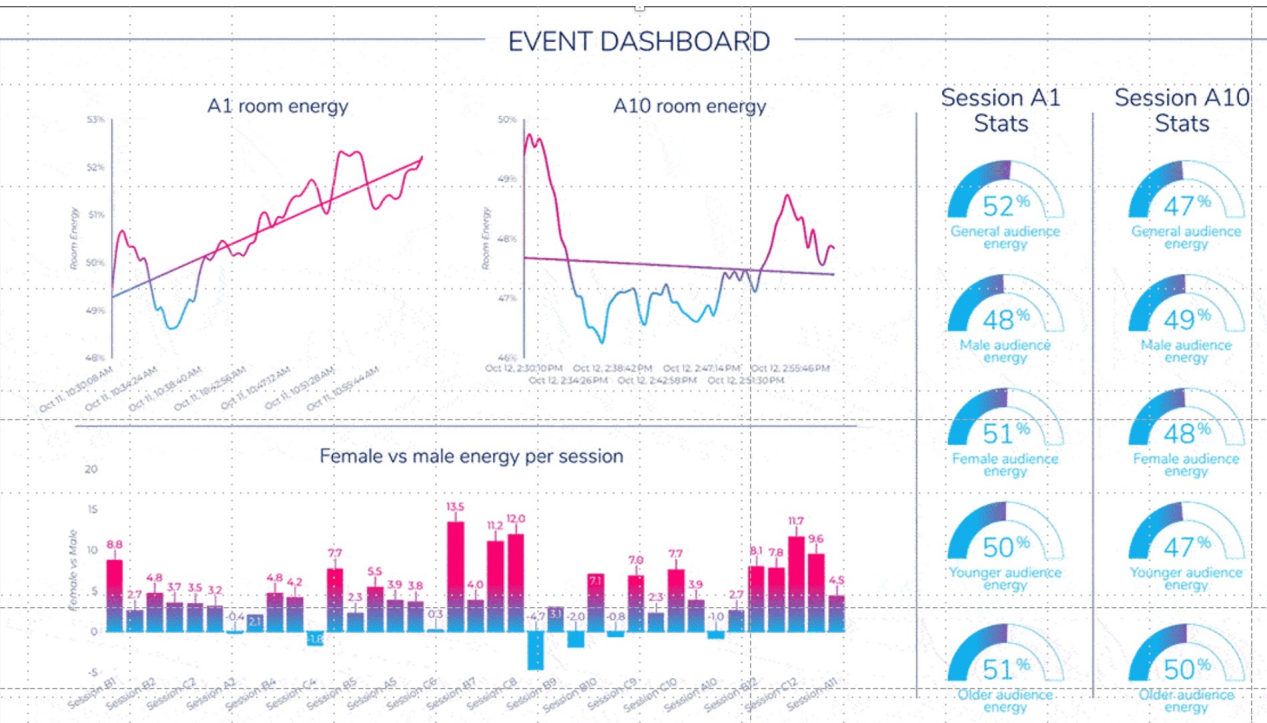 EVENT DASHBOARD
A1 room energy
53%
52%
51%
50%
49%
48%
Room Energy
Oct 11, 10:30:08 AM
Oct 11, 10:34:24 AM
Oct 11, 10:38:40 AM
Oct 11, 10:42:56 AM
Oct 11, 10:47:12 AM
Oct 11, 10:51:28 AM
Oct 11, 10:55:44 AM
A10 room energy
50%
49%
48%
47%
46%
Room Energy
Oct 12, 2:30:10 PM
Oct 12, 2:38:42 PM
Oct 12, 2:47:14 PM
Oct 12, 2:55:46 PM
Oct 12, 2:34:26 PM
Oct 12, 2:42:58 PM
Oct 12, 2:51:30 PM
Female vs male energy per session
20
15
10
5
0
-5
Female vs Male
8.8
2.7
4.8
3.7
3.5
3.2
-0.4
2.1
4.8
4.2
-1.8
7.7
2.3
5.5
3.9
3.8
0.3
13.5
4.0
11.2
12.0
-4.7
3.1
-2.0
7.1
-0.8
7.0
2.3
7.7
3.9
-1.0
2.7
8.1
7.8
11.7
9.6
4.5
Session B1
Session B2
Session C2
Session A2
Session B4
Session C4
Session B5
Session A5
Session C6
Session B7
Session C8
Session B9
Session B10
Session C9
Session C10
Session A10
Session C12
Session A11
Session A1
Stats
52%
General audience
energy
48%
Male audience
energy
51%
Female audience
energy
50%
Younger audience
energy
51%
Older audience
energy
Session A10
Stats
47%
General audience
energy
49%
Male audience
energy
48%
Female audience
energy
47%
Younger audience
energy
50%
Older audience
energy